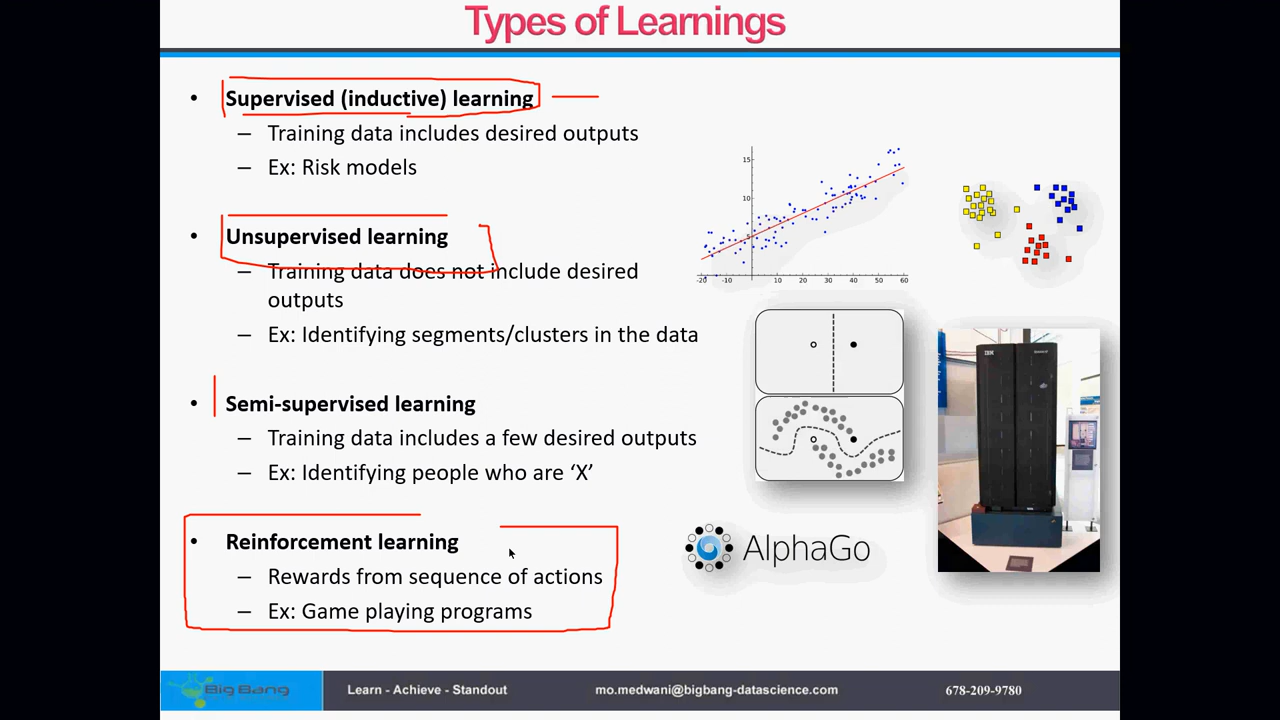 Types of Learnings
• Supervised (inductive) learning
– Training data includes desired outputs
– Ex: Risk models
• Unsupervised learning
– Training data does not include desired
outputs
– Ex: Identifying segments/clusters in the data
• Semi-supervised learning
– Training data includes a few desired outputs
– Ex: Identifying people who are ‘X’
• Reinforcement learning
– Rewards from sequence of actions
– Ex: Game playing programs
15
10
5
-20 -10 10 20 30 40 50 60
IBM
AlphaGo
Big Bang
Learn - Achieve - Standout
mo.medwani@bigbang-datascience.com
678-209-9780